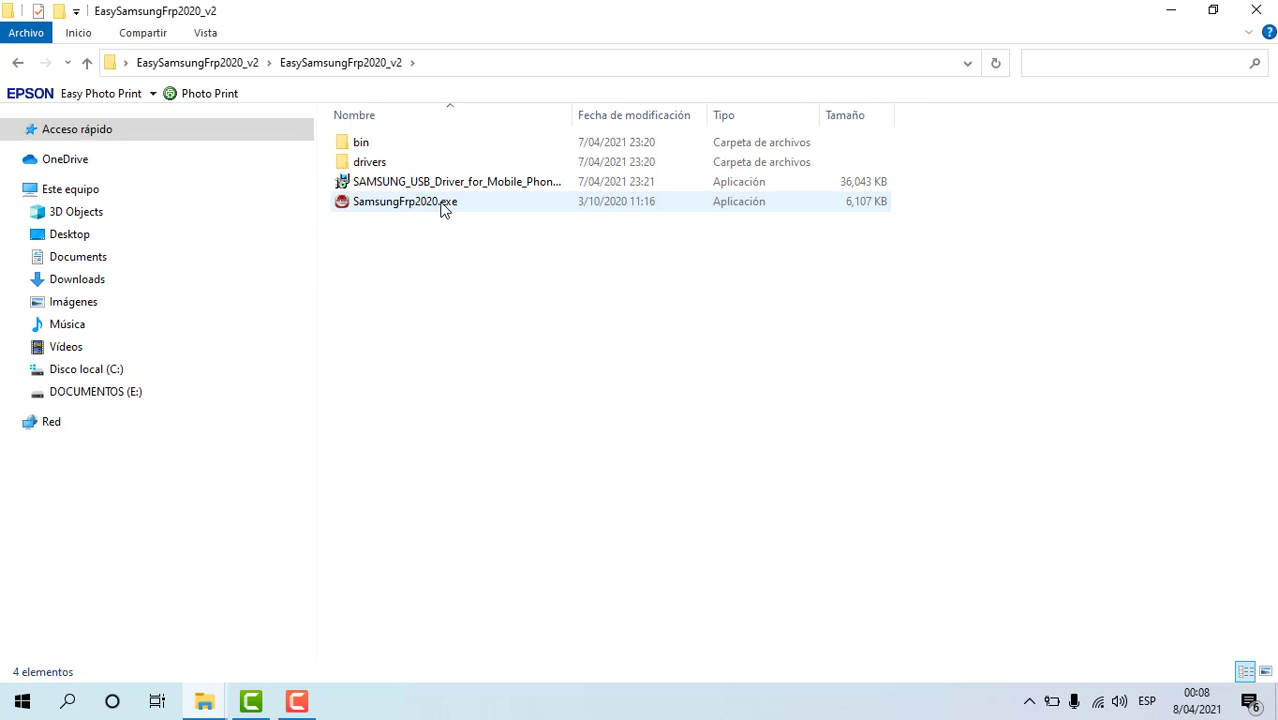 EasySamsungFrp2020_v2
Archivo Inicio Compartir Vista
EasySamsungFrp2020_v2 EasySamsungFrp2020_v2
EPSON Easy Photo Print Photo Print
Nombre Fecha de modificación Tipo Tamaño
bin 7/04/2021 23:20 Carpeta de archivos
drivers 7/04/2021 23:20 Carpeta de archivos
SAMSUNG_USB_Driver_for_Mobile_Phon... 7/04/2021 23:21 Aplicación 36,043 KB
SamsungFrp2020.exe 3/10/2020 11:16 Aplicación 6,107 KB
Acceso rápido
OneDrive
Este equipo
3D Objects
Desktop
Documents
Downloads
Imágenes
Música
Vídeos
Disco local (C:)
DOCUMENTOS (E:)
Red
4 elementos
ESP
00:08
8/04/2021
6